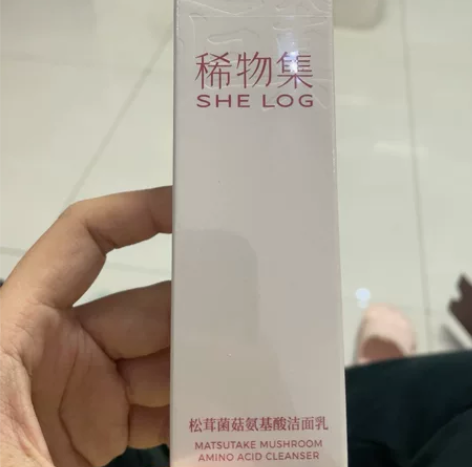 稀物集
SHE LOG
松茸菌菇氨基酸洁面乳
MATSUTAKE MUSHROOM
AMINO ACID CLEANSER